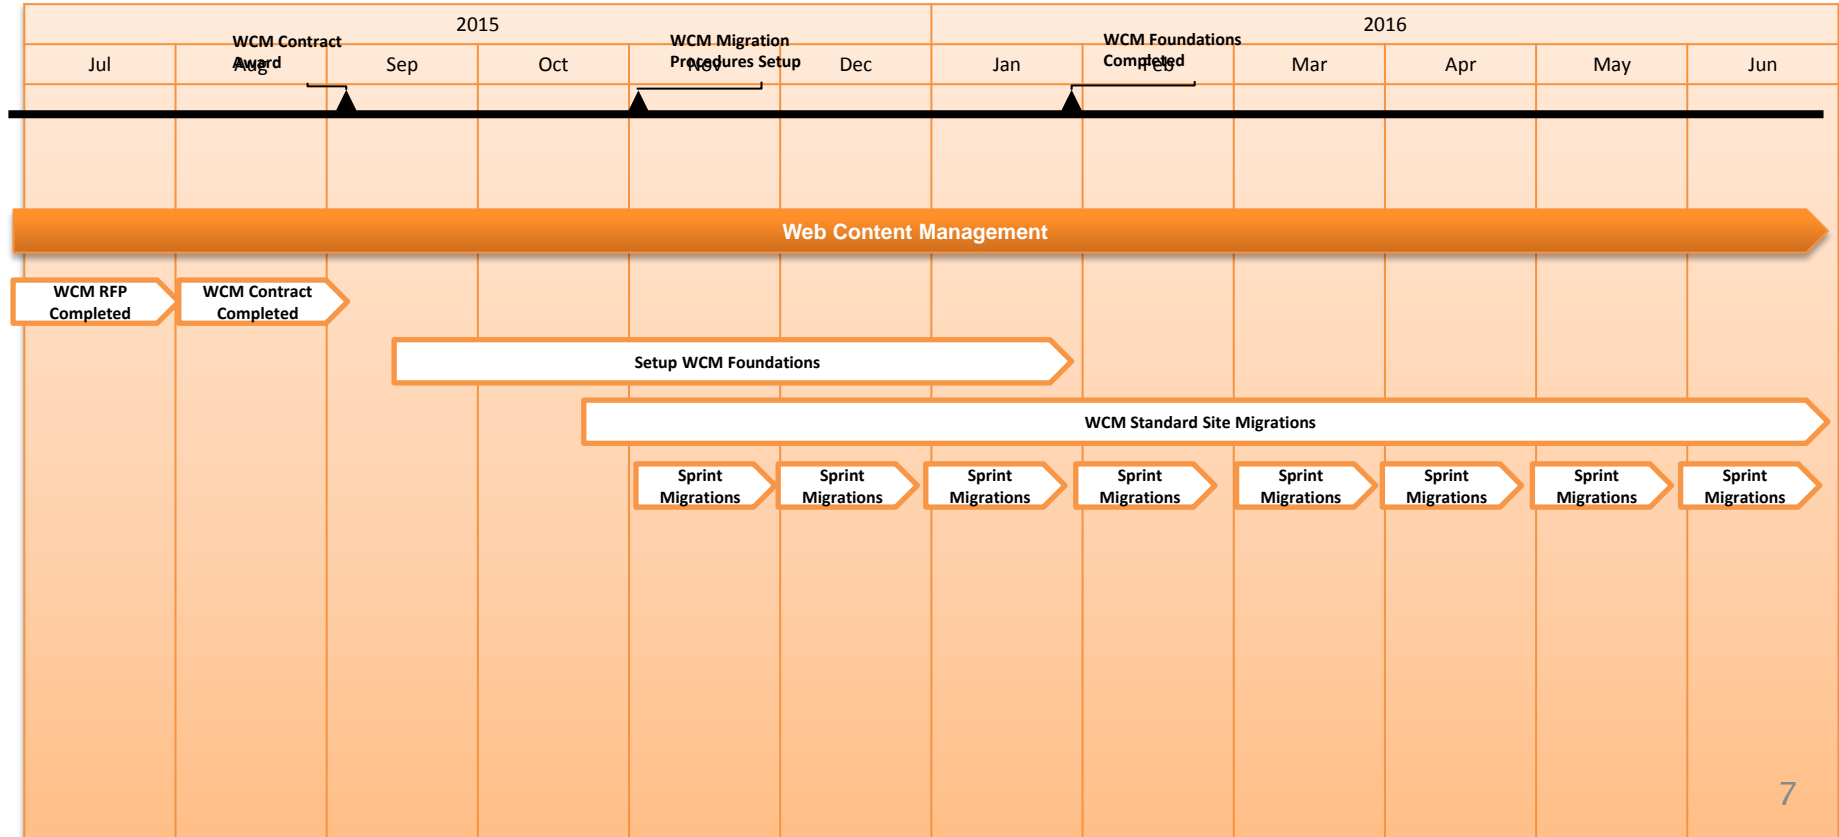 2015
2016
WCM Contract
Award
WCM Migration
Procedures Setup
WCM Foundations
Completed
Jul
Aug
Sep
Oct
Nov
Dec
Jan
Feb
Mar
Apr
May
Jun
Web Content Management
WCM RFP
Completed
WCM Contract
Completed
Setup WCM Foundations
WCM Standard Site Migrations
Sprint
Migrations
Sprint
Migrations
Sprint
Migrations
Sprint
Migrations
Sprint
Migrations
Sprint
Migrations
Sprint
Migrations
Sprint
Migrations
7